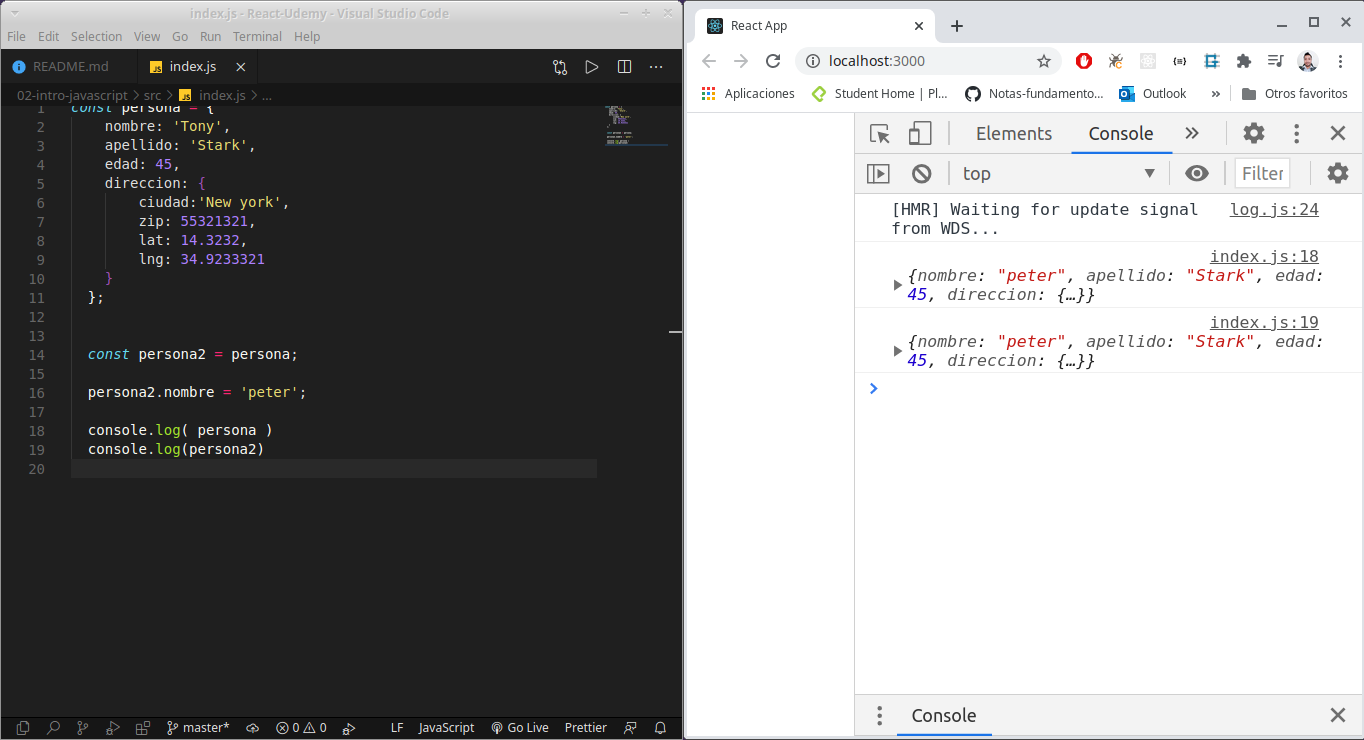 index.js - React-Udemy - Visual Studio Code
File Edit Selection View Go Run Terminal Help
README.md index.js
02-intro-javascript > src > index.js > ...
1 const persona = {
2 nombre: 'Tony',
3 apellido: 'Stark',
4 edad: 45,
5 direccion: {
6 ciudad:'New york',
7 zip: 55321321,
8 lat: 14.3232,
9 lng: 34.9233321
10 }
11 };
12
13
14 const persona2 = persona;
15
16 persona2.nombre = 'peter';
17
18 console.log( persona )
19 console.log(persona2)
20
master* 0 0 LF JavaScript Go Live Prettier
React App
localhost:3000
Aplicaciones Student Home | Pl... Notas-fundamento... Outlook » Otros favoritos
Elements Console »
top Filter
[HMR] Waiting for update signal log.js:24
from WDS...
index.js:18
{nombre: "peter", apellido: "Stark", edad:
45, direccion: {…}}
index.js:19
{nombre: "peter", apellido: "Stark", edad:
45, direccion: {…}}
Console